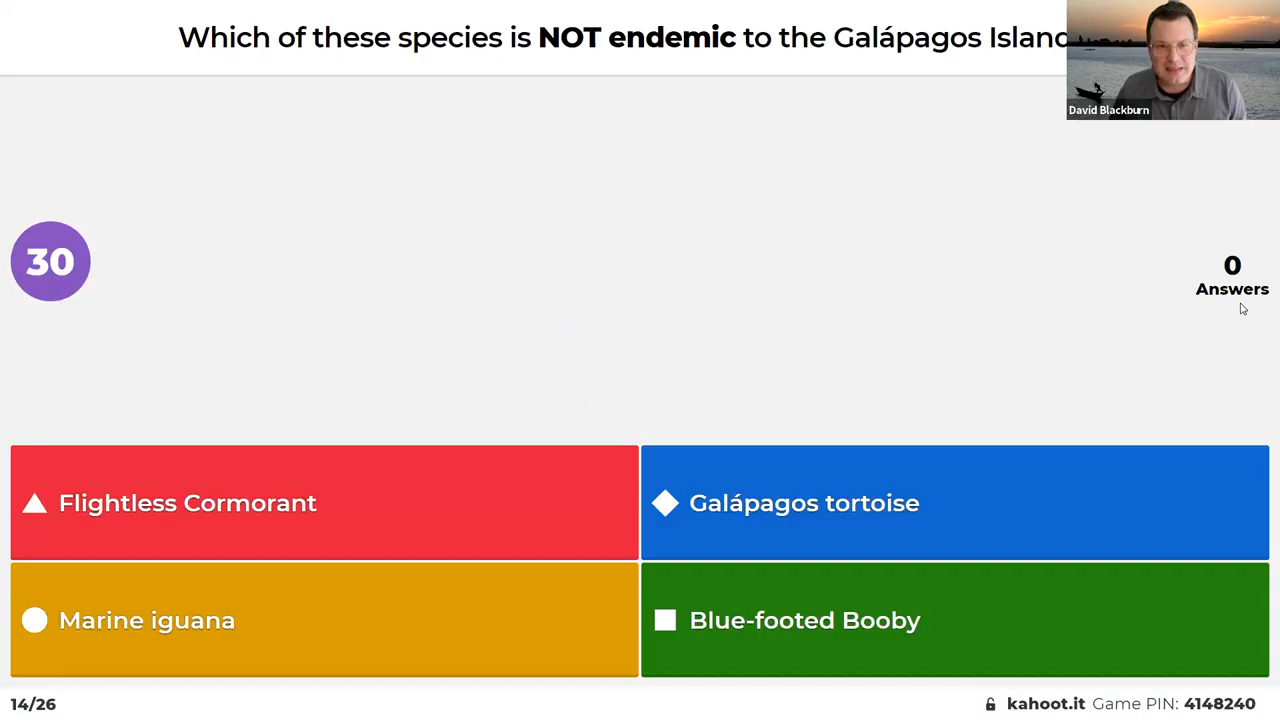 Which of these species is NOT endemic to the Galápagos Islan
David Blackburn
30
0
Answers
Flightless Cormorant
Galápagos tortoise
Marine iguana
Blue-footed Booby
14/26
kahoot.it Game PIN: 4148240